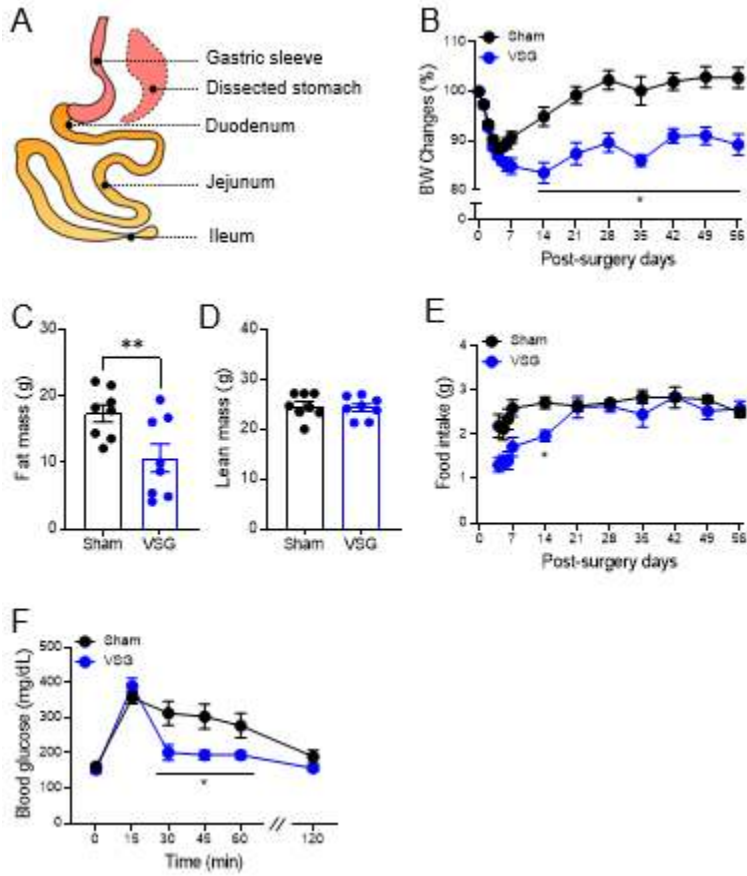 A
Gastric sleeve
Dissected stomach
Duodenum
Jejunum
Ileum
B
Sham
VSG
BW Changes (%)
110
100
90
80
0
0 7 14 21 28 35 42 49 56
*
Post-surgery days
C
Fat mass (g)
30
20
10
0
**
Sham VSG
D
Lean mass (g)
40
30
20
10
0
Sham VSG
E
Sham
VSG
Food intake (g)
4
3
2
1
0
*
0 7 14 21 28 35 42 49 56
Post-surgery days
F
Sham
VSG
Blood glucose (mg/dL)
500
400
300
200
100
0
*
0 15 30 45 60 // 120
Time (min)